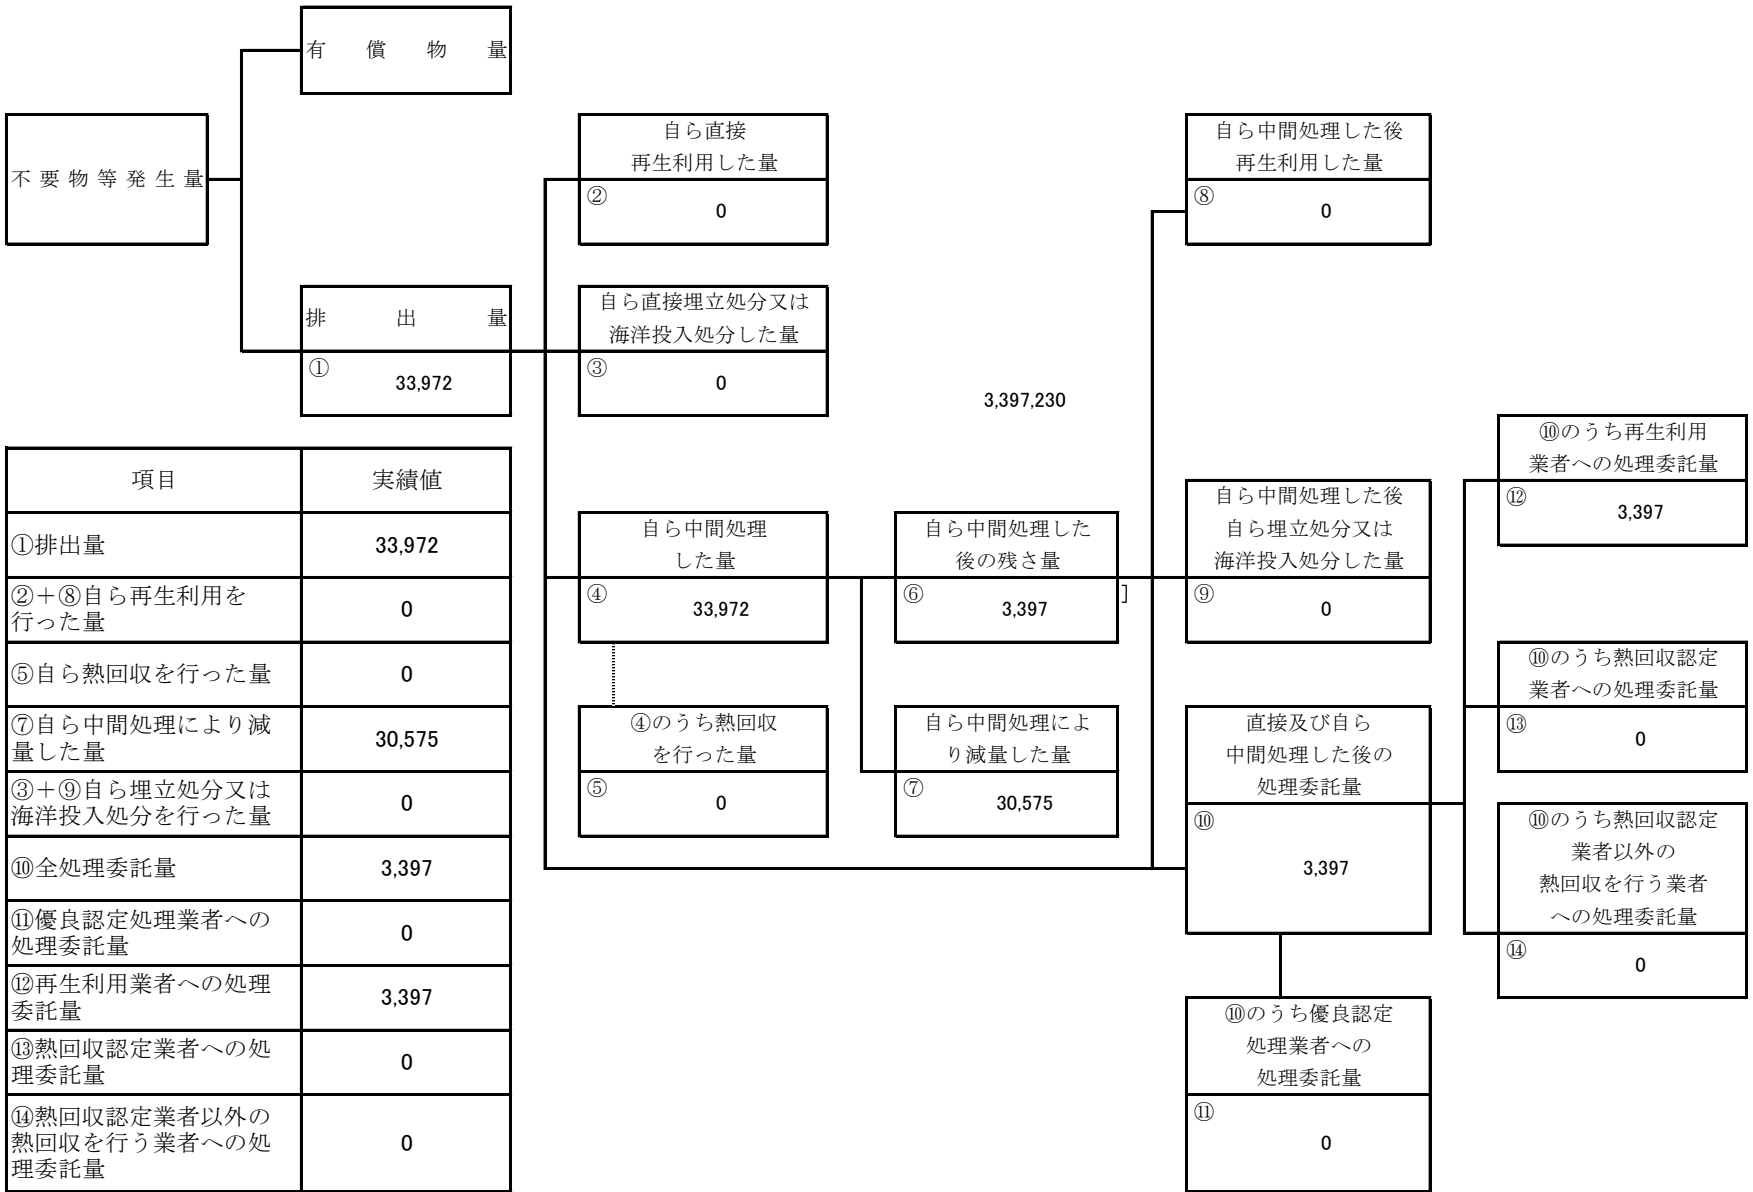 有償物量
不要物等発生量
排出量
①
33,972
自ら直接
再生利用した量
②
0
自ら直接埋立処分又は
海洋投入処分した量
③
0
3,397,230
自ら中間処理した後
再生利用した量
⑧
0
項目 実績値
①排出量 33,972
②＋⑧自ら再生利用を
行った量
0
⑤自ら熱回収を行った量 0
⑦自ら中間処理により減
量した量
30,575
③＋⑨自ら埋立処分又は
海洋投入処分を行った量
0
⑩全処理委託量 3,397
⑪優良認定処理業者への
処理委託量
0
⑫再生利用業者への処理
委託量
3,397
⑬熱回収認定業者への処
理委託量
0
⑭熱回収認定業者以外の
熱回収を行う業者への処
理委託量
0
自ら中間処理
した量
④
33,972
④のうち熱回収
を行った量
⑤
0
自ら中間処理した
後の残さ量
⑥
3,397
]
自ら中間処理によ
り減量した量
⑦
30,575
自ら中間処理した後
自ら埋立処分又は
海洋投入処分した量
⑨
0
直接及び自ら
中間処理した後の
処理委託量
⑩
3,397
⑩のうち優良認定
処理業者への
処理委託量
⑪
0
⑩のうち再生利用
業者への処理委託量
⑫
3,397
⑩のうち熱回収認定
業者への処理委託量
⑬
0
⑩のうち熱回収認定
業者以外の
熱回収を行う業者
への処理委託量
⑭
0